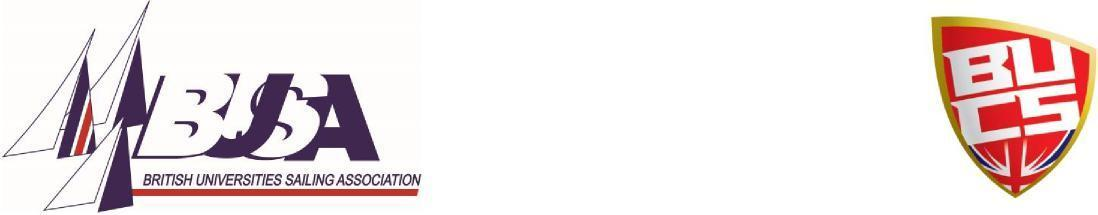 BUSA
BRITISH UNIVERSITIES SAILING ASSOCIATION
BU
CS